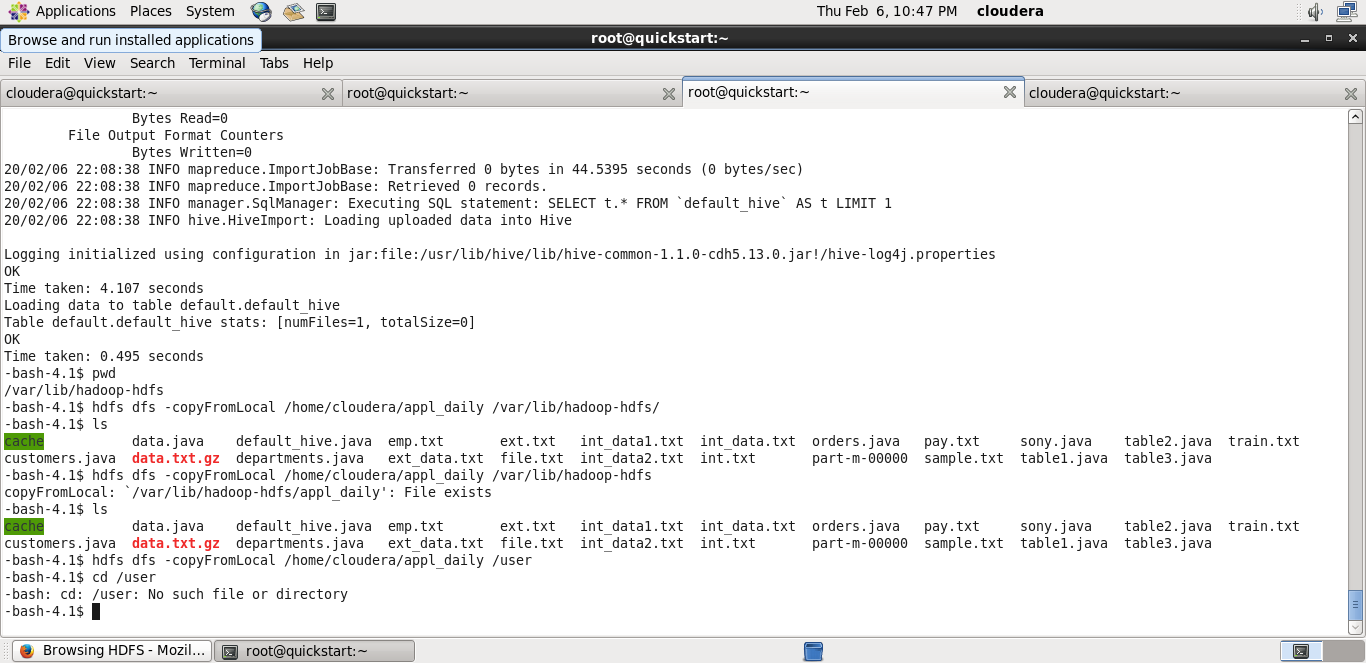 Applications Places System Thu Feb 6, 10:47 PM cloudera
Browse and run installed applications root@quickstart:~
File Edit View Search Terminal Tabs Help
cloudera@quickstart:~ root@quickstart:~ root@quickstart:~ cloudera@quickstart:~
Bytes Read=0
File Output Format Counters
Bytes Written=0
20/02/06 22:08:38 INFO mapreduce.ImportJobBase: Transferred 0 bytes in 44.5395 seconds (0 bytes/sec)
20/02/06 22:08:38 INFO mapreduce.ImportJobBase: Retrieved 0 records.
20/02/06 22:08:38 INFO manager.SqlManager: Executing SQL statement: SELECT t.* FROM `default_hive` AS t LIMIT 1
20/02/06 22:08:38 INFO hive.HiveImport: Loading uploaded data into Hive
Logging initialized using configuration in jar:file:/usr/lib/hive/lib/hive-common-1.1.0-cdh5.13.0.jar!/hive-log4j.properties
OK
Time taken: 4.107 seconds
Loading data to table default.default_hive
Table default.default_hive stats: [numFiles=1, totalSize=0]
OK
Time taken: 0.495 seconds
-bash-4.1$ pwd
/var/lib/hadoop-hdfs
-bash-4.1$ hdfs dfs -copyFromLocal /home/cloudera/appl_daily /var/lib/hadoop-hdfs/
-bash-4.1$ ls
cache data.java default_hive.java emp.txt ext.txt int_data1.txt int_data.txt orders.java pay.txt sony.java table2.java train.txt
customers.java data.txt.gz departments.java ext_data.txt file.txt int_data2.txt int.txt part-m-00000 sample.txt table1.java table3.java
-bash-4.1$ hdfs dfs -copyFromLocal /home/cloudera/appl_daily /var/lib/hadoop-hdfs
copyFromLocal: `/var/lib/hadoop-hdfs/appl_daily': File exists
-bash-4.1$ ls
cache data.java default_hive.java emp.txt ext.txt int_data1.txt int_data.txt orders.java pay.txt sony.java table2.java train.txt
customers.java data.txt.gz departments.java ext_data.txt file.txt int_data2.txt int.txt part-m-00000 sample.txt table1.java table3.java
-bash-4.1$ hdfs dfs -copyFromLocal /home/cloudera/appl_daily /user
-bash-4.1$ cd /user
-bash: cd: /user: No such file or directory
-bash-4.1$
Browsing HDFS - Mozil... root@quickstart:~